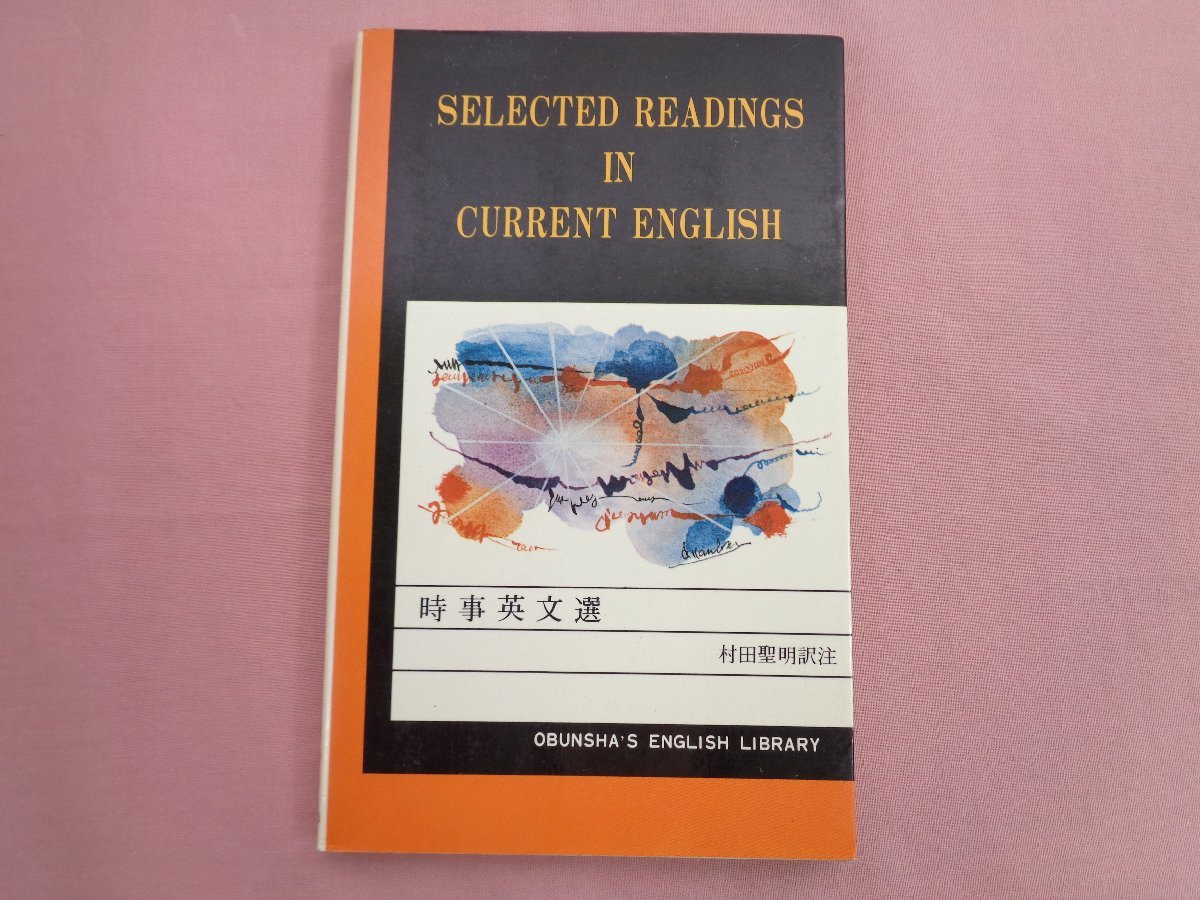 SELECTED READINGS
IN
CURRENT ENGLISH
時事英文選
村田聖明訳注
OBUNSHA'S ENGLISH LIBRARY